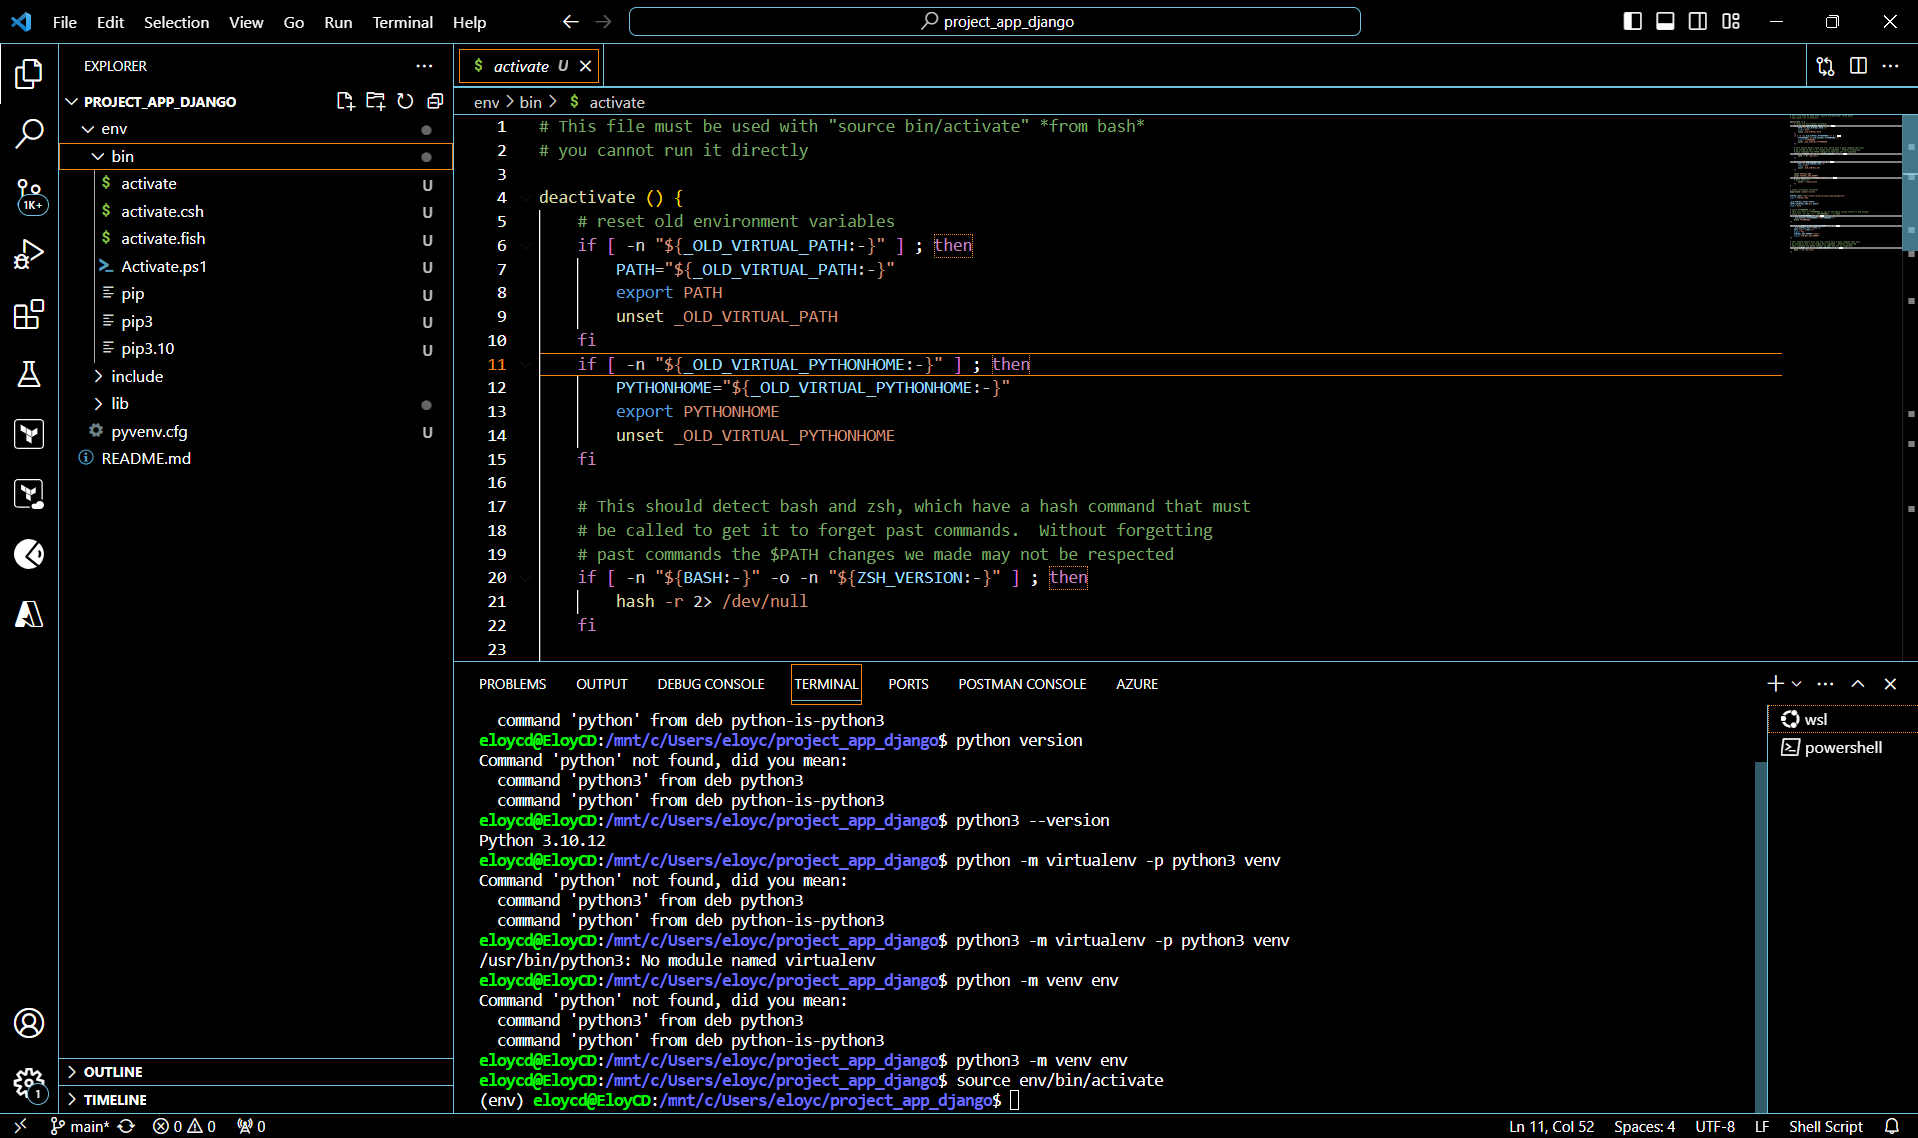 File Edit Selection View Go Run Terminal Help
project_app_django
EXPLORER
PROJECT_APP_DJANGO
env
bin
activate U
activate.csh U
activate.fish U
Activate.ps1 U
pip U
pip3 U
pip3.10 U
include
lib
pyvenv.cfg U
README.md
OUTLINE
TIMELINE
1K+
1
$ activate U
env > bin > $ activate
1 # This file must be used with "source bin/activate" *from bash*
2 # you cannot run it directly
3
4 deactivate () {
5 # reset old environment variables
6 if [ -n "${_OLD_VIRTUAL_PATH:-}" ] ; then
7 PATH="${_OLD_VIRTUAL_PATH:-}"
8 export PATH
9 unset _OLD_VIRTUAL_PATH
10 fi
11 if [ -n "${_OLD_VIRTUAL_PYTHONHOME:-}" ] ; then
12 PYTHONHOME="${_OLD_VIRTUAL_PYTHONHOME:-}"
13 export PYTHONHOME
14 unset _OLD_VIRTUAL_PYTHONHOME
15 fi
16
17 # This should detect bash and zsh, which have a hash command that must
18 # be called to get it to forget past commands.  Without forgetting
19 # past commands the $PATH changes we made may not be respected
20 if [ -n "${BASH:-}" -o -n "${ZSH_VERSION:-}" ] ; then
21 hash -r 2> /dev/null
22 fi
23
PROBLEMS OUTPUT DEBUG CONSOLE TERMINAL PORTS POSTMAN CONSOLE AZURE
wsl
powershell
command 'python' from deb python-is-python3
eloycd@EloyCD:/mnt/c/Users/eloyc/project_app_django$ python version
Command 'python' not found, did you mean:
command 'python3' from deb python3
command 'python' from deb python-is-python3
eloycd@EloyCD:/mnt/c/Users/eloyc/project_app_django$ python3 --version
Python 3.10.12
eloycd@EloyCD:/mnt/c/Users/eloyc/project_app_django$ python -m virtualenv -p python3 venv
Command 'python' not found, did you mean:
command 'python3' from deb python3
command 'python' from deb python-is-python3
eloycd@EloyCD:/mnt/c/Users/eloyc/project_app_django$ python3 -m virtualenv -p python3 venv
/usr/bin/python3: No module named virtualenv
eloycd@EloyCD:/mnt/c/Users/eloyc/project_app_django$ python -m venv env
Command 'python' not found, did you mean:
command 'python3' from deb python3
command 'python' from deb python-is-python3
eloycd@EloyCD:/mnt/c/Users/eloyc/project_app_django$ python3 -m venv env
eloycd@EloyCD:/mnt/c/Users/eloyc/project_app_django$ source env/bin/activate
(env) eloycd@EloyCD:/mnt/c/Users/eloyc/project_app_django$
main* 0 0 0 Ln 11, Col 52 Spaces: 4 UTF-8 LF Shell Script